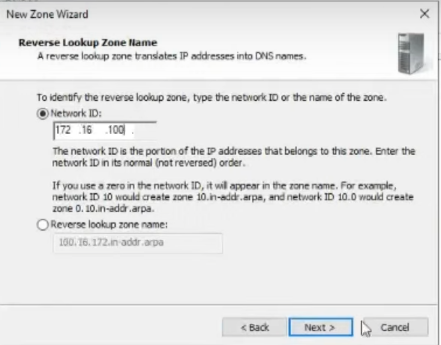 New Zone Wizard
Reverse Lookup Zone Name
A reverse lookup zone translates IP addresses into DNS names.
To identify the reverse lookup zone, type the network ID or the name of the zone.
Network ID:
172 .16 .100 .
The network ID is the portion of the IP addresses that belongs to this zone. Enter the
network ID in its normal (not reversed) order.
If you use a zero in the network ID, it will appear in the zone name. For example,
network ID 10 would create zone 10.in-addr.arpa, and network ID 10.0 would create
zone 0.10.in-addr.arpa.
Reverse lookup zone name:
100.16.172.in-addr.arpa
< Back
Next >
Cancel